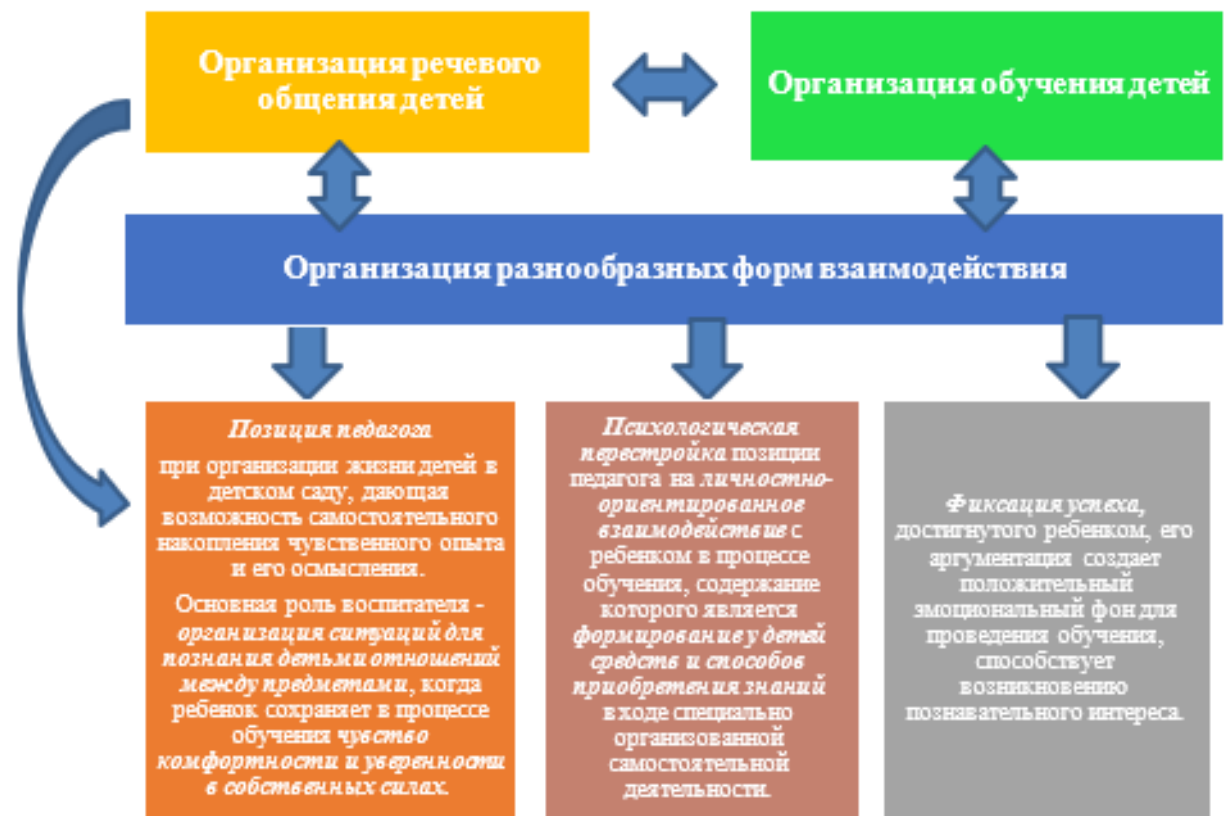 Организация речевого
общения детей
Организация обучения детей
Организация разнообразных форм взаимодействия
Позиция педагога
при организации жизни детей в
детском саду, дающая
возможность самостоятельного
накопления чувственного опыта
и его осмысления.
Основная роль воспитателя -
организация ситуаций для
познания детьми отношений
между предметами, когда
ребенок сохраняет в процессе
обучения чувство
комфортности и уверенности
в собственных силах.
Психологическая
перестройка позиции
педагога на личностно-
ориентированное
взаимодействие с
ребенком в процессе
обучения, содержание
которого является
формирование у детей
средств и способов
приобретения знаний
в ходе специально
организованной
самостоятельной
деятельности.
Фиксация успеха,
достигнутого ребенком, его
аргументация создает
положительный
эмоциональный фон для
проведения обучения,
способствует
возникновению
познавательного интереса.